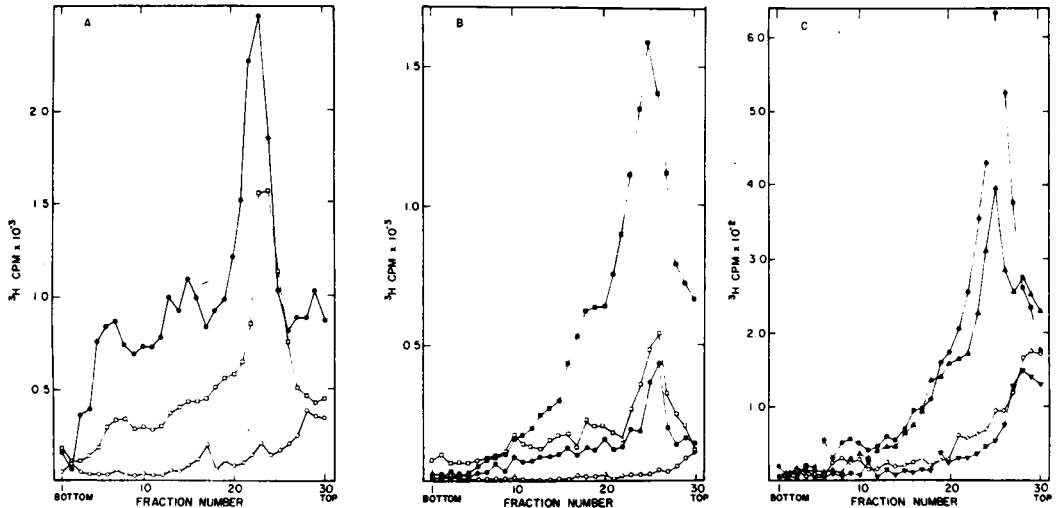 A
2.0
1.5
1.0
0.5
³H CPM x 10⁻³
1 10 20 30
BOTTOM FRACTION NUMBER TOP
B
1.5
1.0
0.5
³H CPM x 10⁻³
1 10 20 30
BOTTOM FRACTION NUMBER TOP
C
6.0
5.0
4.0
3.0
2.0
1.0
³H CPM x 10⁻²
1 10 20 30
BOTTOM FRACTION NUMBER TOP